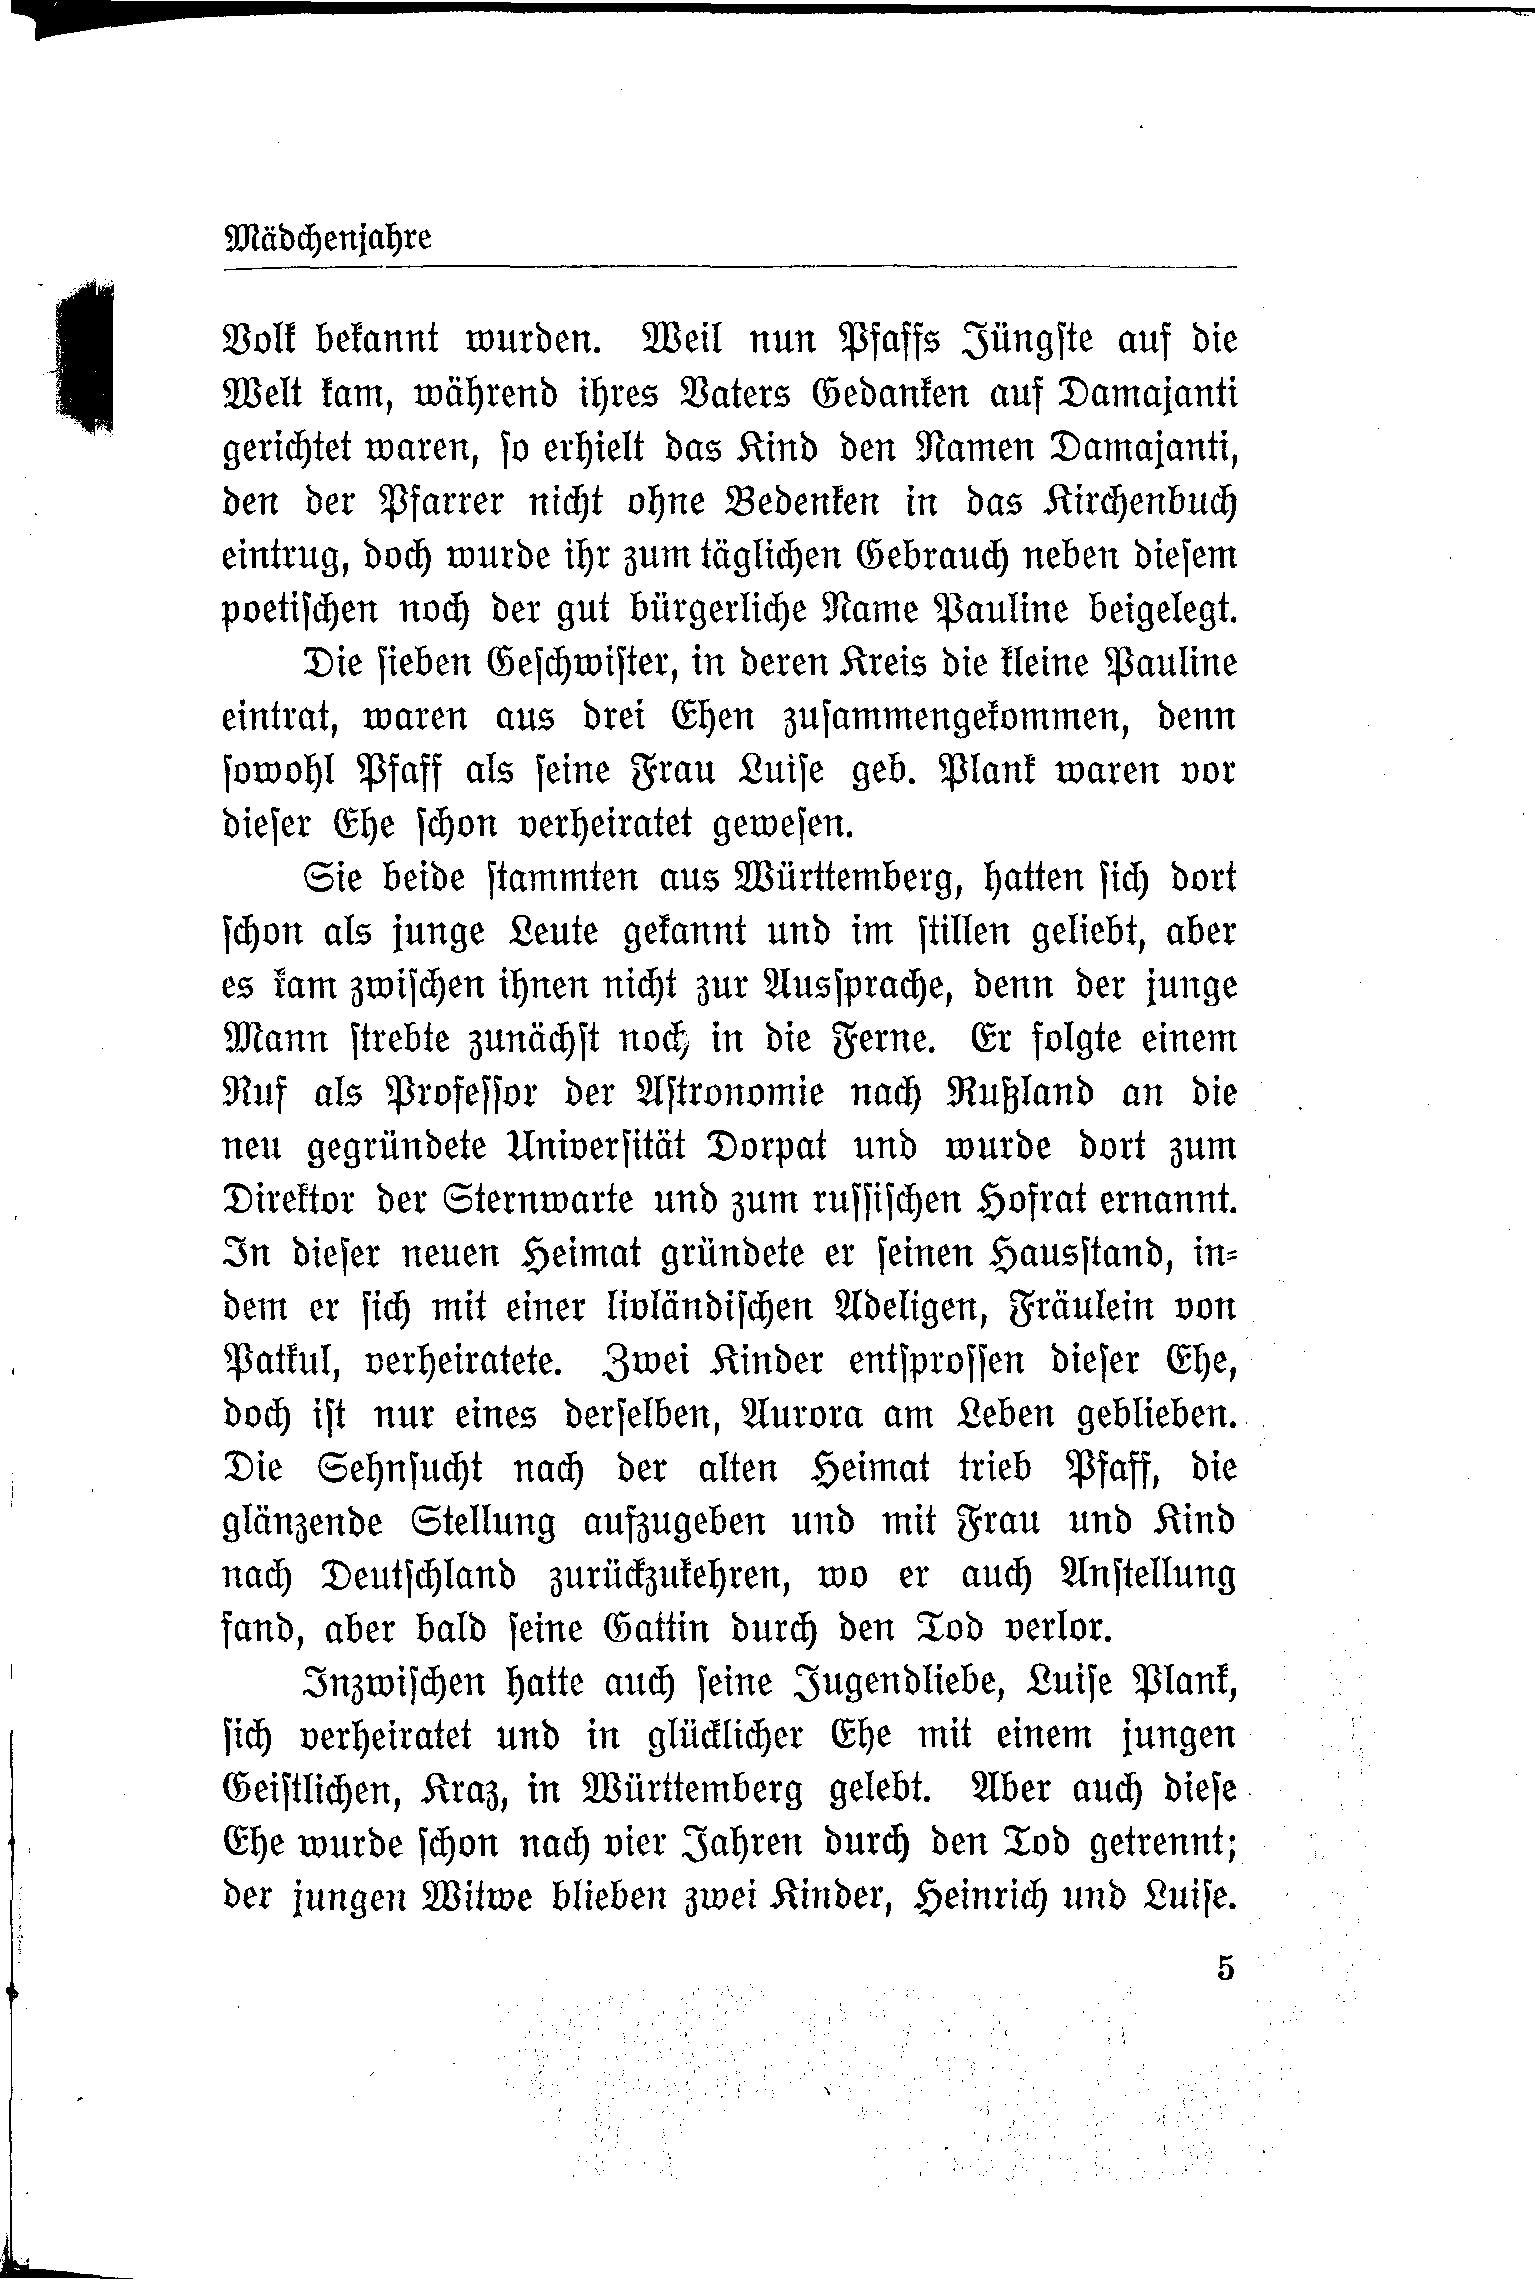 Mädchenjahre
Volk bekannt wurden. Weil nun Pfaffs Jüngste auf die
Welt kam, während ihres Vaters Gedanken auf Damajanti
gerichtet waren, so erhielt das Kind den Namen Damajanti,
den der Pfarrer nicht ohne Bedenken in das Kirchenbuch
eintrug, doch wurde ihr zum täglichen Gebrauch neben diesem
poetischen noch der gut bürgerliche Name Pauline beigelegt.
Die sieben Geschwister, in deren Kreis die kleine Pauline
eintrat, waren aus drei Ehen zusammengekommen, denn
sowohl Pfaff als seine Frau Luise geb. Plank waren vor
dieser Ehe schon verheiratet gewesen.
Sie beide stammten aus Württemberg, hatten sich dort
schon als junge Leute gekannt und im stillen geliebt, aber
es kam zwischen ihnen nicht zur Aussprache, denn der junge
Mann strebte zunächst noch in die Ferne. Er folgte einem
Ruf als Professor der Astronomie nach Rußland an die
neu gegründete Universität Dorpat und wurde dort zum
Direktor der Sternwarte und zum russischen Hofrat ernannt.
In dieser neuen Heimat gründete er seinen Hausstand, in-
dem er sich mit einer livländischen Adeligen, Fräulein von
Patkul, verheiratete. Zwei Kinder entsprossen dieser Ehe,
doch ist nur eines derselben, Aurora am Leben geblieben.
Die Sehnsucht nach der alten Heimat trieb Pfaff, die
glänzende Stellung aufzugeben und mit Frau und Kind
nach Deutschland zurückzukehren, wo er auch Anstellung
fand, aber bald seine Gattin durch den Tod verlor.
Inzwischen hatte auch seine Jugendliebe, Luise Plank,
sich verheiratet und in glücklicher Ehe mit einem jungen
Geistlichen, Kraz, in Württemberg gelebt. Aber auch diese
Ehe wurde schon nach vier Jahren durch den Tod getrennt;
der jungen Witwe blieben zwei Kinder, Heinrich und Luise.
5